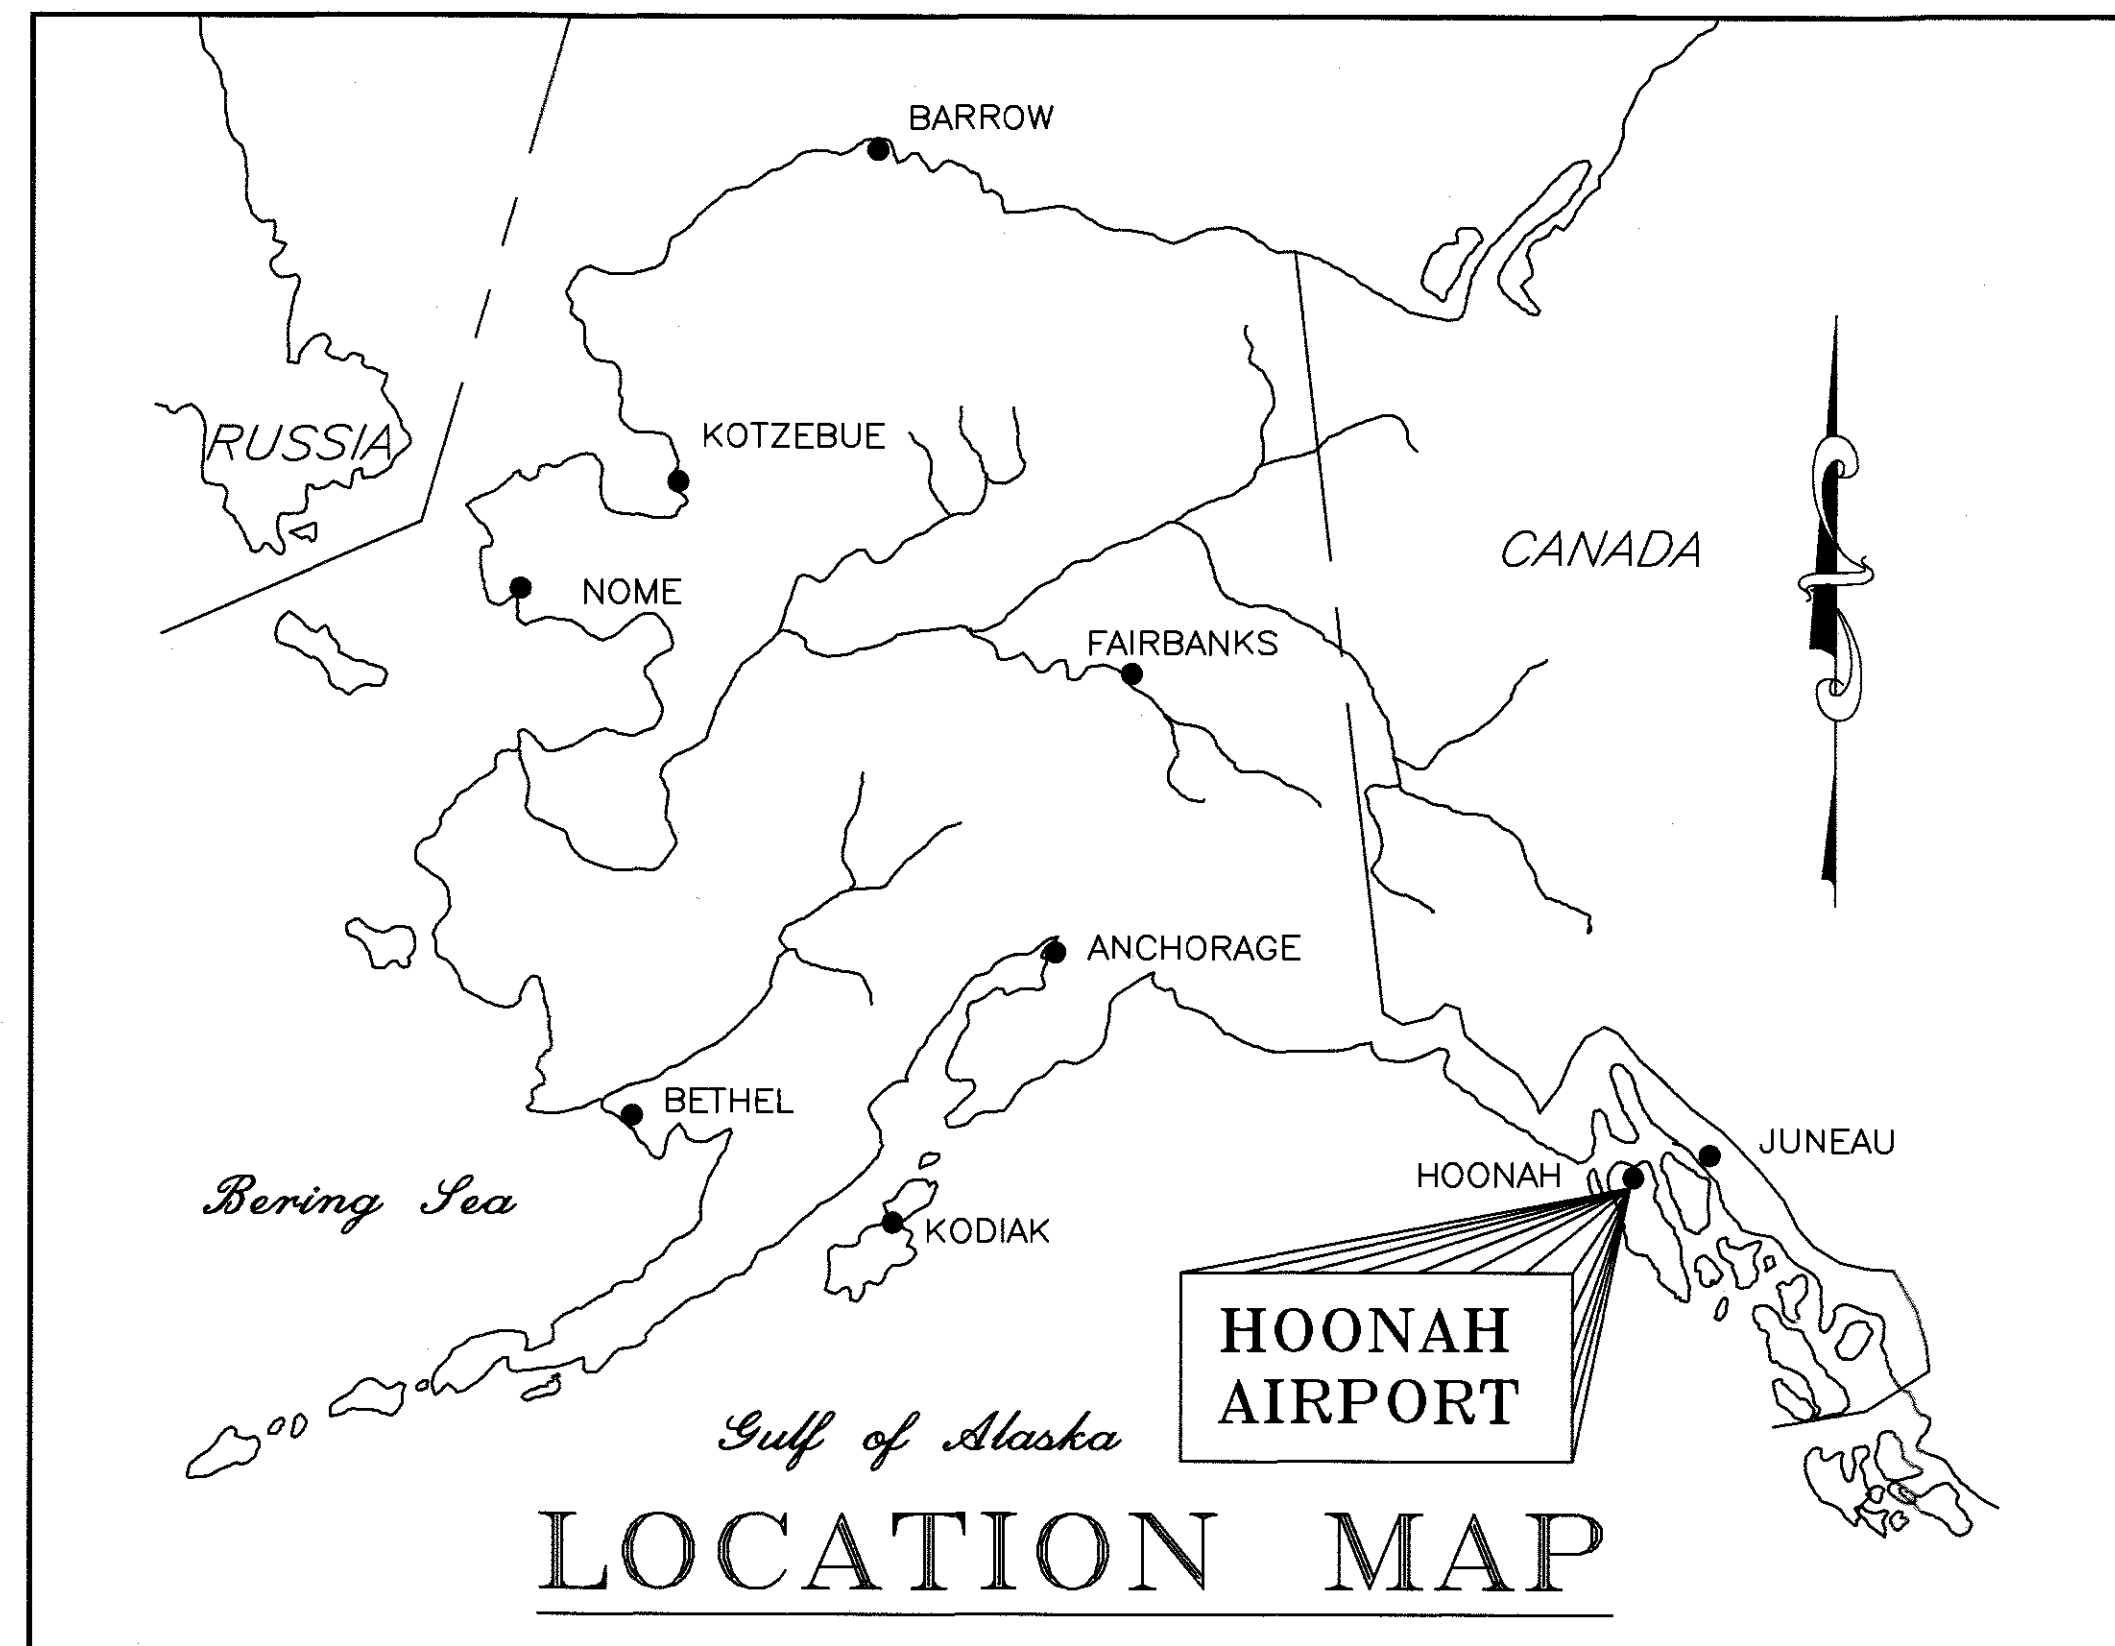 BARROW
RUSSIA
KOTZEBUE
CANADA
NOME
FAIRBANKS
ANCHORAGE
BETHEL
JUNEAU
HOONAH
Bering Sea
KODIAK
HOONAH
AIRPORT
Gulf of Alaska
LOCATION MAP